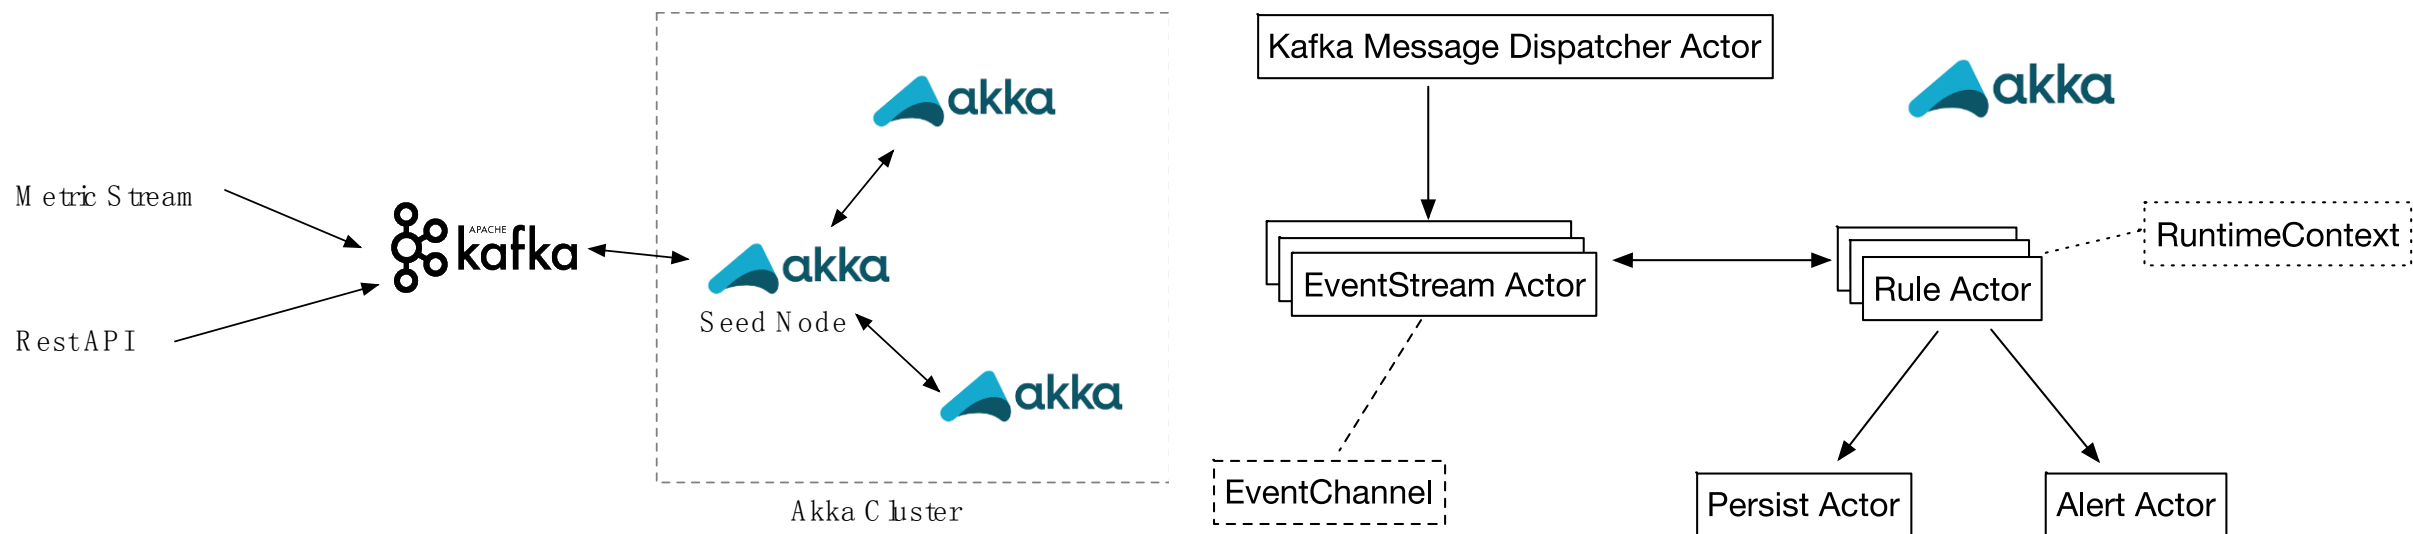 Metric Stream
RestAPI
APACHE
kafka
akka
akka
Seed Node
akka
Akka Cluster
Kafka Message Dispatcher Actor
akka
EventStream Actor
Rule Actor
RuntimeContext
EventChannel
Persist Actor
Alert Actor